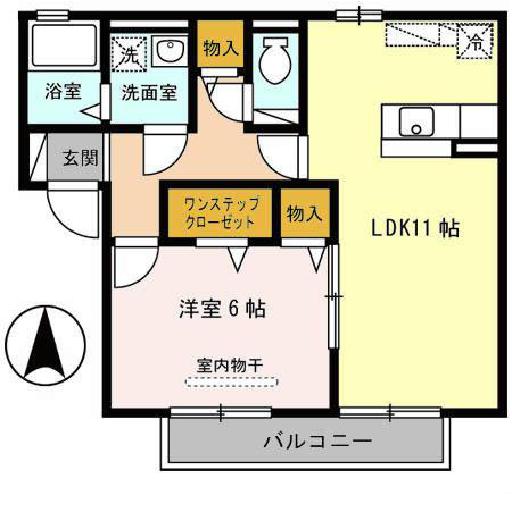 物入
洗
冷
浴室
洗面室
玄関
ワンステップ
クローゼット
物入
LDK11帖
洋室6帖
室内物干
バルコニー